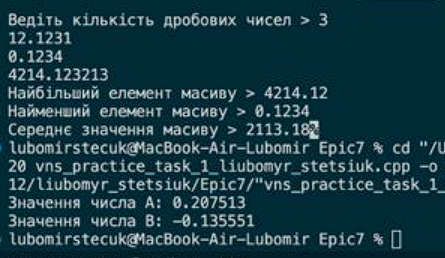 Ведіть кількість дробових чисел > 3
12.1231
0.1234
4214.123213
Найбільший елемент масиву > 4214.12
Найменший елемент масиву > 0.1234
Середнє значення масиву > 2113.18%
lubomirstecuk@MacBook-Air-Lubomir Epic7 % cd "/U
20 vns_practice_task_1_liubomyr_stetsiuk.cpp -o
12/liubomyr_stetsiuk/Epic7/"vns_practice_task_1_
Значення числа А: 0.207513
Значення числа В: -0.135551
lubomirstecuk@MacBook-Air-Lubomir Epic7 %